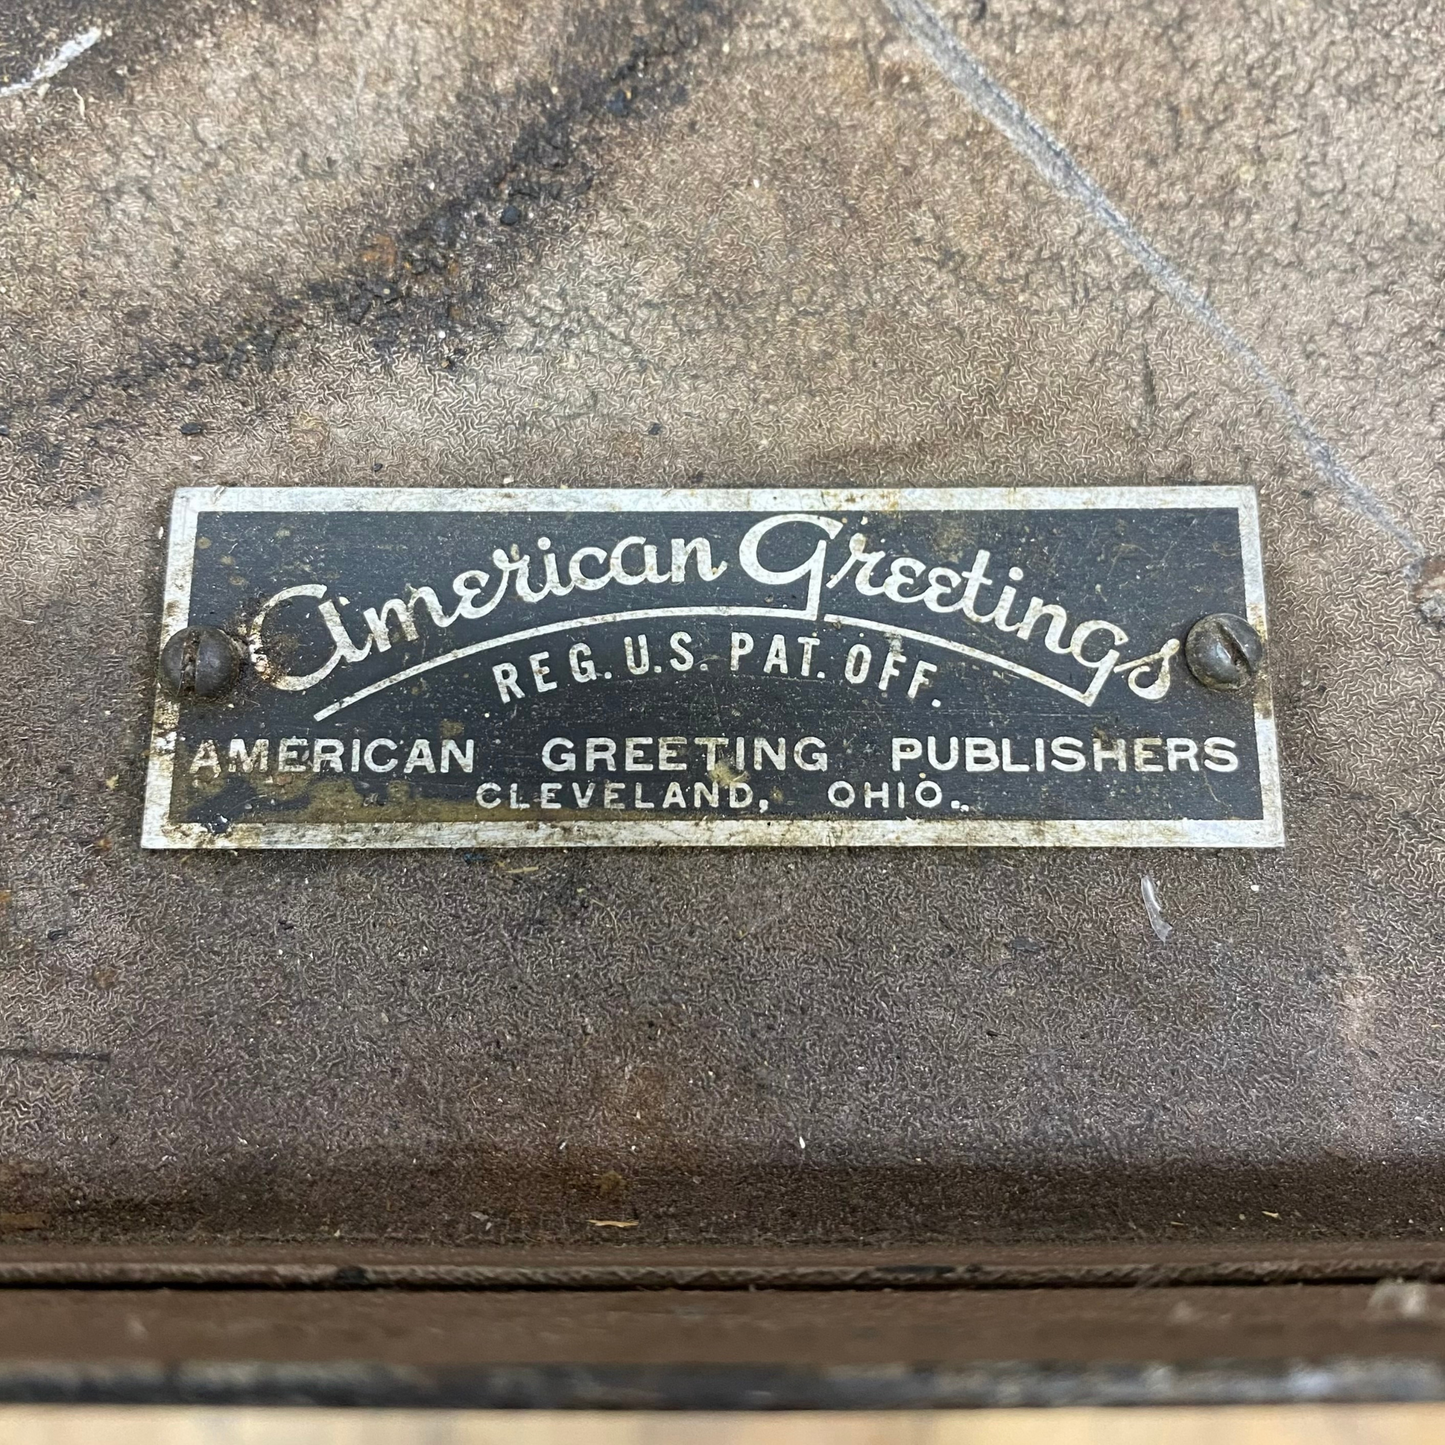 American Greetings
REG. U.S. PAT. OFF.
AMERICAN GREETING PUBLISHERS
CLEVELAND, OHIO.